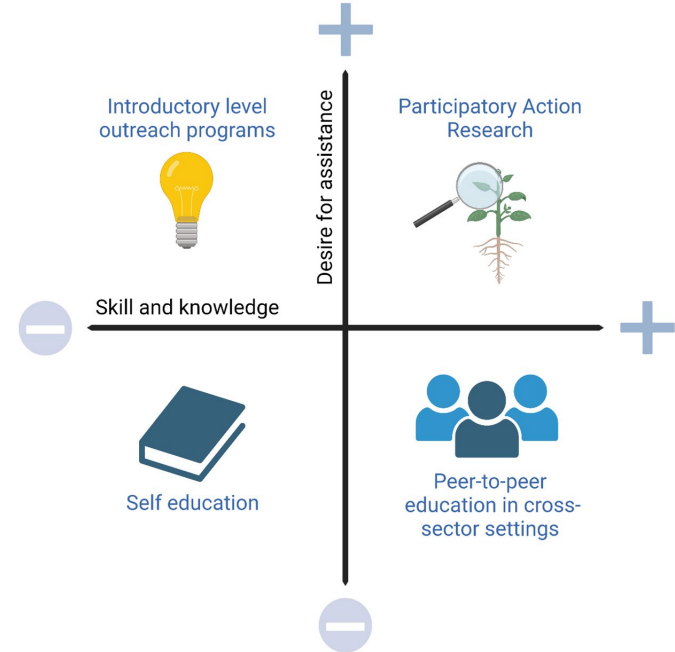 Introductory level
outreach programs
Desire for assistance
Participatory Action
Research
Skill and knowledge
Self education
Peer-to-peer
education in cross-
sector settings